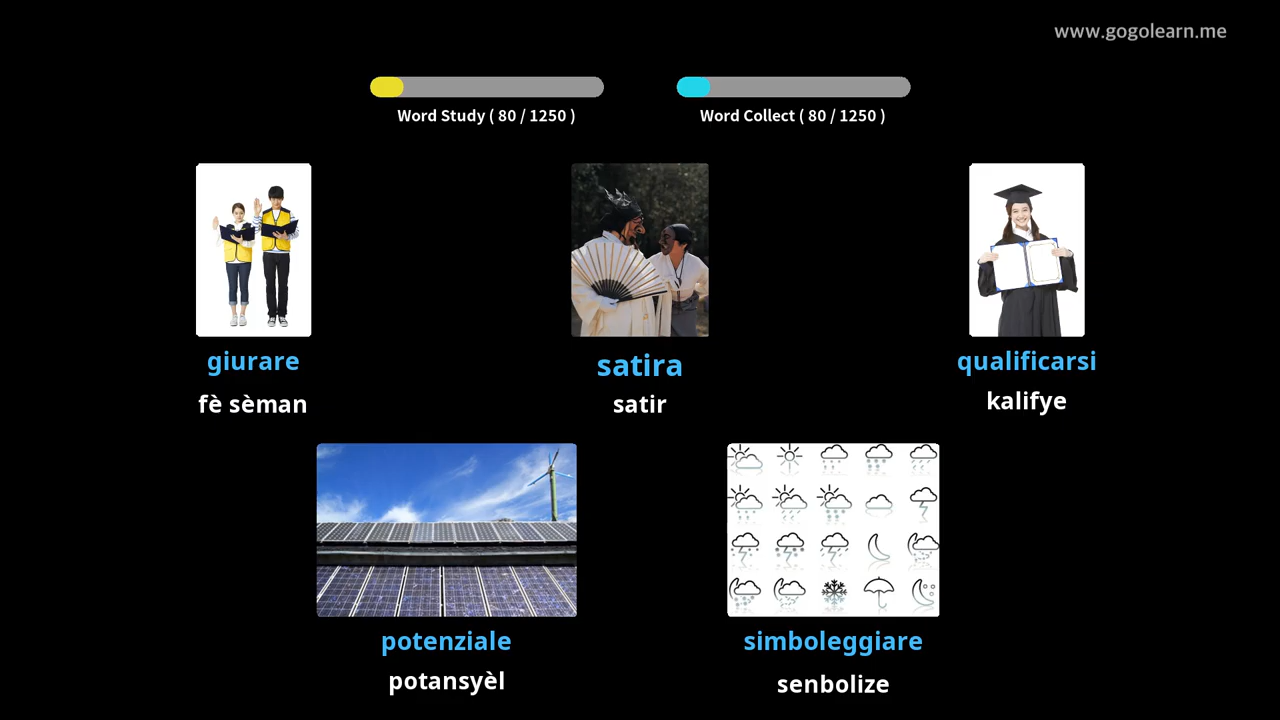 www.gogolearn.me
Word Study ( 80 / 1250 )
Word Collect ( 80 / 1250 )
giurare
fè sèman
satira
satir
qualificarsi
kalifye
potenziale
potansyèl
simboleggiare
senbolize